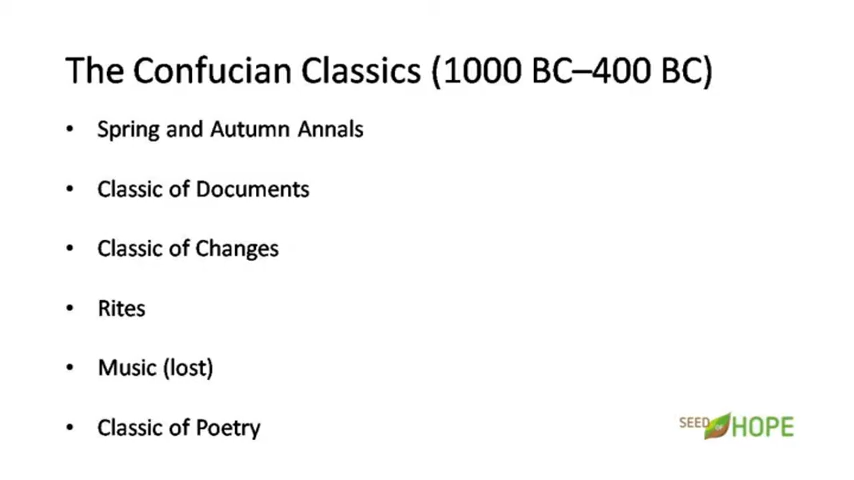 The Confucian Classics (1000 BC–400 BC)
• Spring and Autumn Annals
• Classic of Documents
• Classic of Changes
• Rites
• Music (lost)
• Classic of Poetry
SEED OF HOPE